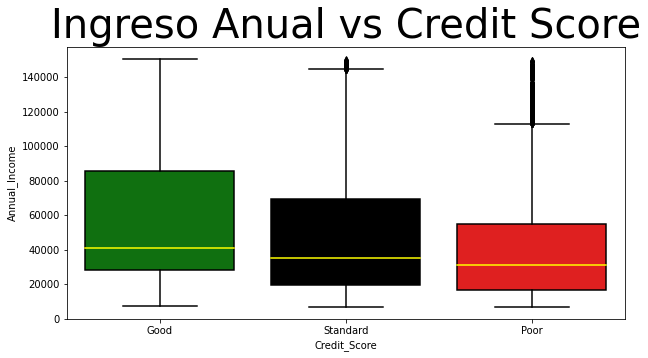 Ingreso Anual vs Credit Score
140000
120000
100000
80000
60000
40000
20000
0
Annual_Income
Good Standard Poor
Credit_Score